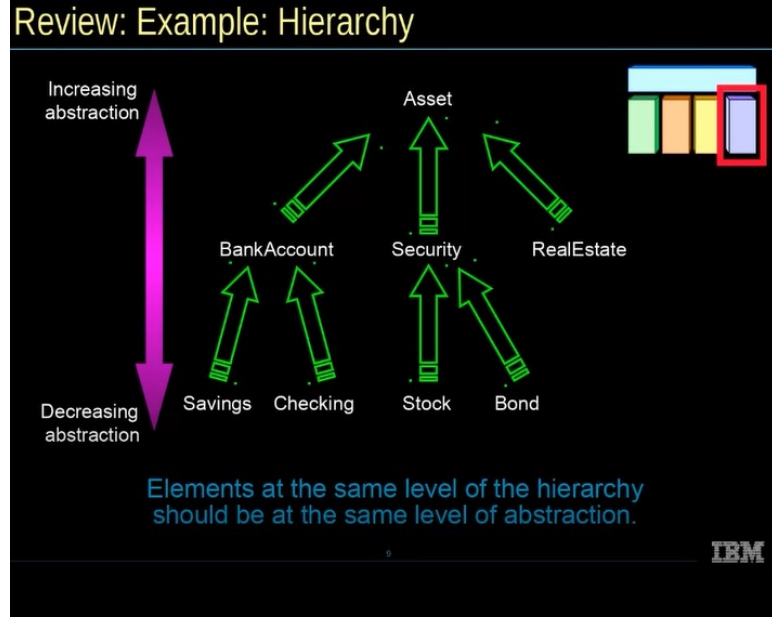 Review: Example: Hierarchy
Increasing
abstraction
Asset
BankAccount
Security
RealEstate
Savings
Checking
Stock
Bond
Decreasing
abstraction
Elements at the same level of the hierarchy
should be at the same level of abstraction.
9
IBM